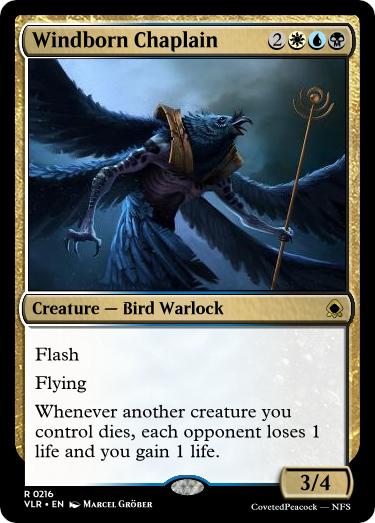 Windborn Chaplain 2
Creature — Bird Warlock
Flash
Flying
Whenever another creature you
control dies, each opponent loses 1
life and you gain 1 life.
3/4
R 0216
VLR • EN Marcel Gröber
CovetedPeacock — NFS